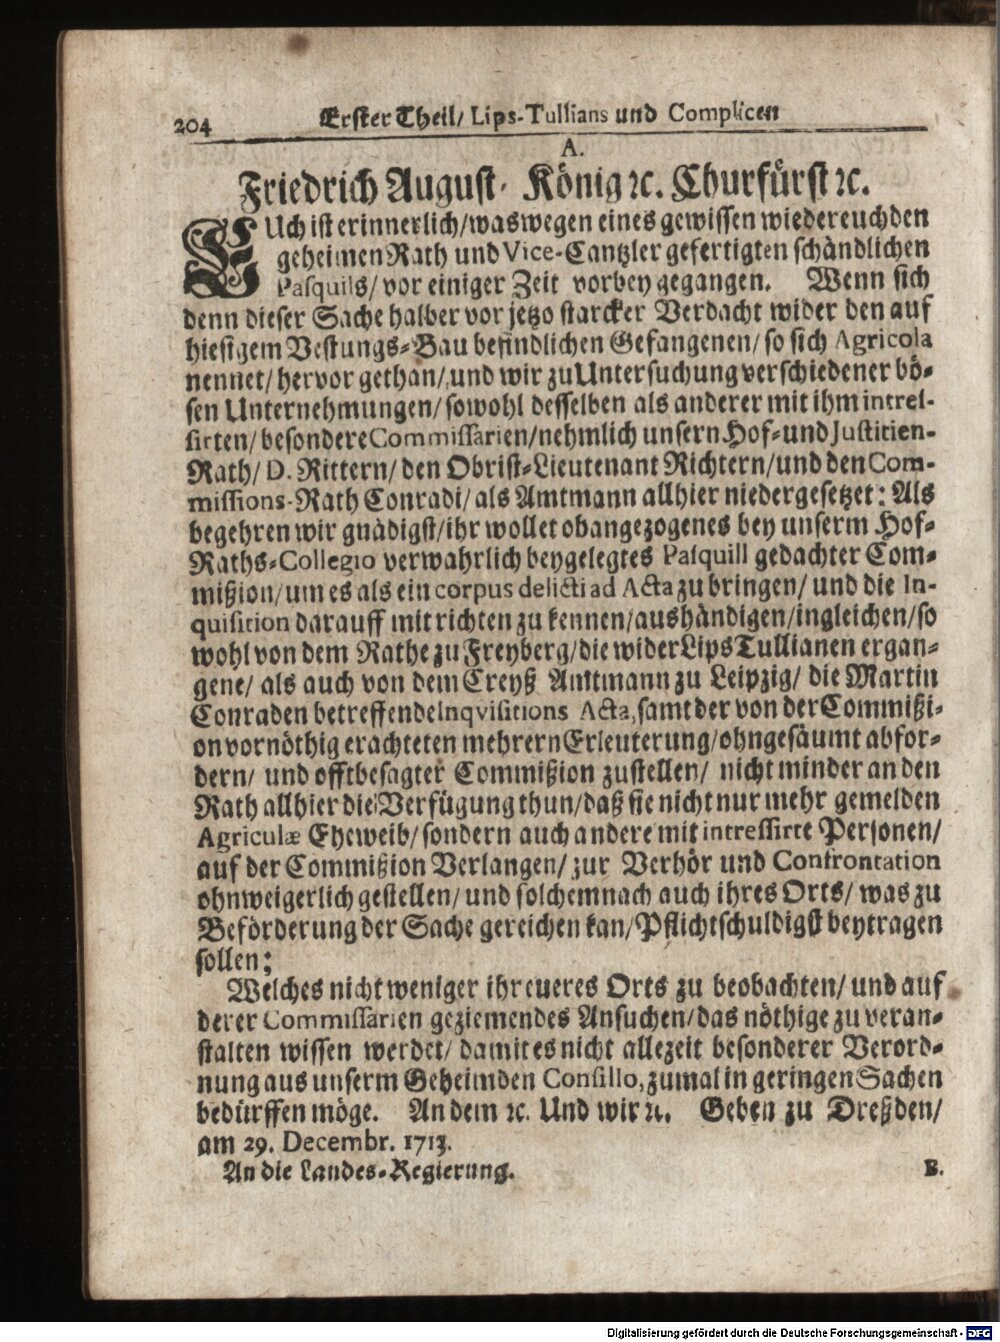 204 Erster Theil/ Lips-Tullians und Complicen
A.
Friedrich August, König ꝛc. Churfürst ꝛc.
EUch ist erinnerlich/ was wegen eines gewissen wieder euch den
geheimen Rath und Vice-Cantzler gefertigten schändlichen
Pasquils/ vor einiger Zeit vorbey gegangen. Wenn sich
denn dieser Sache halber vor jetzo starcker Verdacht wider den auf
hiesigem Vestungs-Bau befindlichen Gefangenen/ so sich Agricola
nennet/ hervor gethan/ und wir zu Untersuchung verschiedener bö-
sen Unternehmungen/ sowohl desselben als anderer mit ihm intres-
sirten/ besondere Commissarien/ nehmlich unsern Hof- und Justitien-
Rath/ D. Rittern/ den Obrist-Lieutenant Richtern/ und den Com-
missions-Rath Conradi/ als Amtmann allhier niedergesetzet: Als
begehren wir gnädigst/ ihr wollet obangezogenes bey unserm Hof-
Raths-Collegio verwahrlich beygelegtes Pasquill gedachter Com-
mißion/ um es als ein corpus delicti ad Acta zu bringen/ und die In-
quisition darauff mit richten zu kennen/ aushändigen/ ingleichen/ so
wohl von dem Rathe zu Freyberg/ die wider Lips Tullianen ergan-
gene/ als auch von dem Creyß Amtmann zu Leipzig/ die Martin
Conraden betreffende Inqvisitions Acta, samt der von der Commißi-
on vornöthig erachteten mehrern Erleuterung/ ohngesäumt abfor-
dern/ und offtbesagter Commißion zustellen/ nicht minder an den
Rath allhier die Verfügung thun/ daß sie nicht nur mehr gemelden
Agriculæ Eheweib/ sondern auch andere mit intressirte Personen/
auf der Commißion Verlangen/ zur Verhör und Confrontation
ohnweigerlich gestellen/ und solchemnach auch ihres Orts/ was zu
Beförderung der Sache gereichen kan/ Pflichtschuldigst beytragen
sollen;
Welches nicht weniger ihr eueres Orts zu beobachten/ und auf
derer Commissarien geziemendes Ansuchen/ das nöthige zu veran-
stalten wissen werdet/ damit es nicht allezeit besonderer Verord-
nung aus unserm Geheimden Consilio, zumal in geringen Sachen
bedürffen möge. An dem ꝛc. Und wir ꝛc. Geben zu Dreßden/
am 29. Decembr. 1713.
An die Landes-Regierung. B.
Digitalisierung gefördert durch die Deutsche Forschungsgemeinschaft - DFG